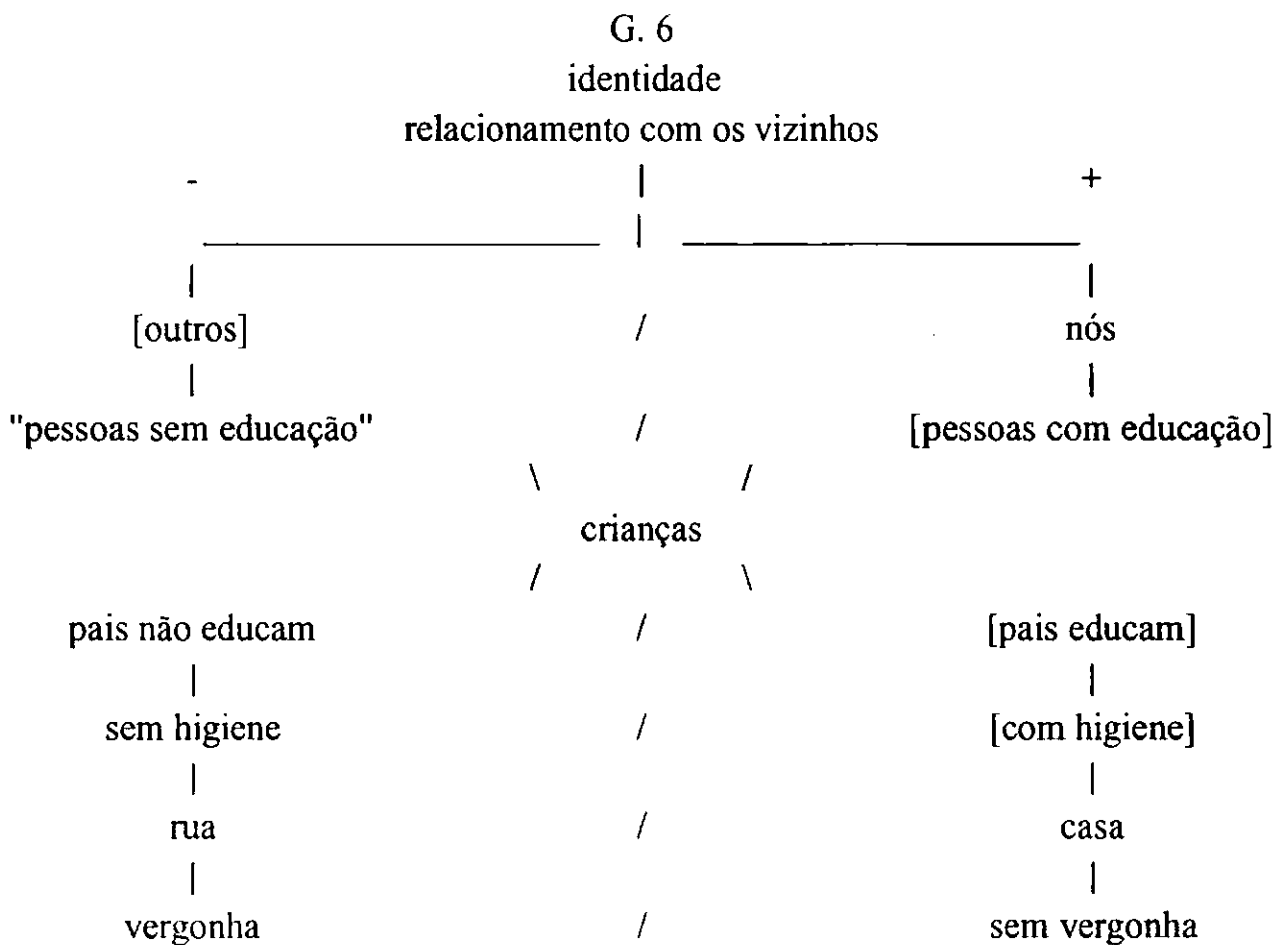 G. 6
identidade
relacionamento com os vizinhos
- | +
|
| |
[outros] / nós
| |
"pessoas sem educação" / [pessoas com educação]
\ /
crianças
/ \
pais não educam / [pais educam]
| |
sem higiene / [com higiene]
| |
rua / casa
| |
vergonha / sem vergonha